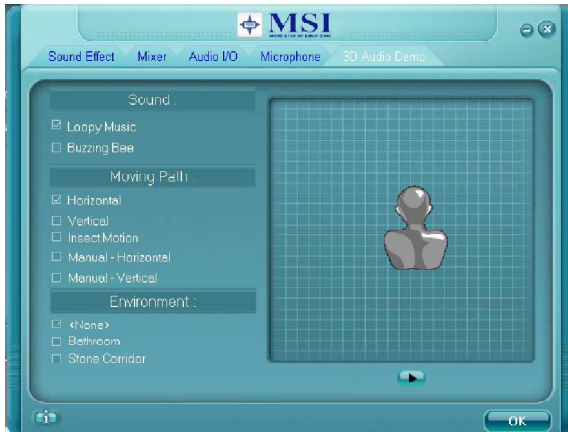 MSI
Sound Effect Mixer Audio I/O Microphone 3D Audio Demo
Sound :
Loopy Music
Buzzing Bee
Moving Path :
Horizontal
Vertical
Insect Motion
Manual - Horizontal
Manual - Vertical
Environment :
<None>
Bathroom
Stone Corridor
OK